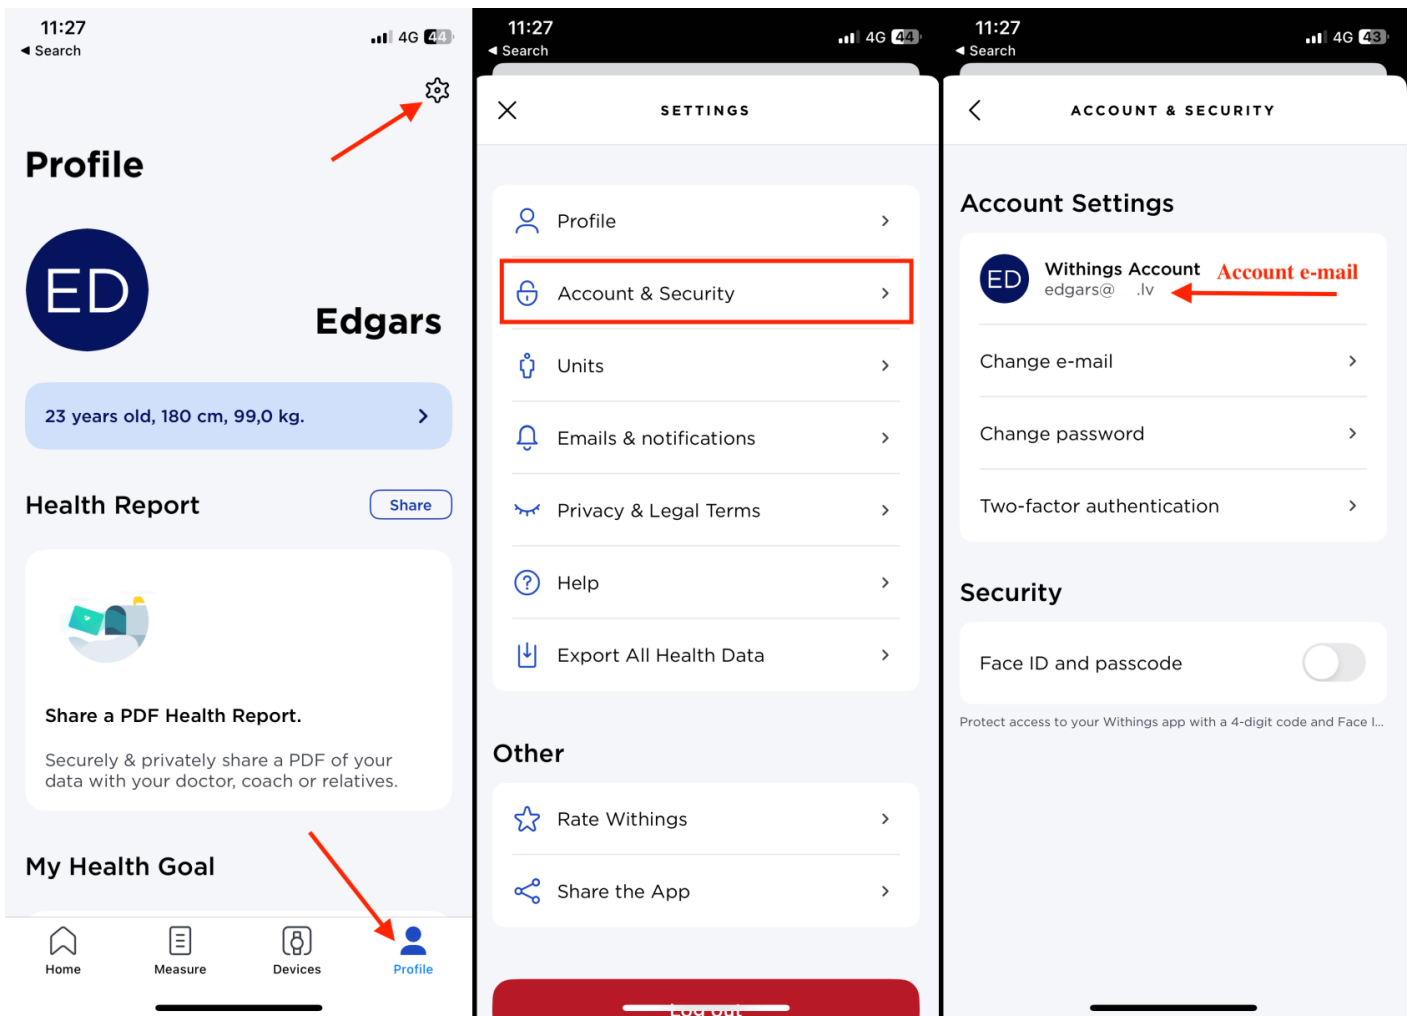 11:27
Search
4G 44
Profile
ED
Edgars
23 years old, 180 cm, 99,0 kg.
Health Report
Share
Share a PDF Health Report.
Securely & privately share a PDF of your
data with your doctor, coach or relatives.
My Health Goal
Home
Measure
Devices
Profile
11:27
Search
4G 44
SETTINGS
Profile
Account & Security
Units
Emails & notifications
Privacy & Legal Terms
Help
Export All Health Data
Other
Rate Withings
Share the App
Log out
11:27
Search
4G 43
ACCOUNT & SECURITY
Account Settings
ED
Withings Account
Account e-mail
edgars@ .lv
Change e-mail
Change password
Two-factor authentication
Security
Face ID and passcode
Protect access to your Withings app with a 4-digit code and Face I...